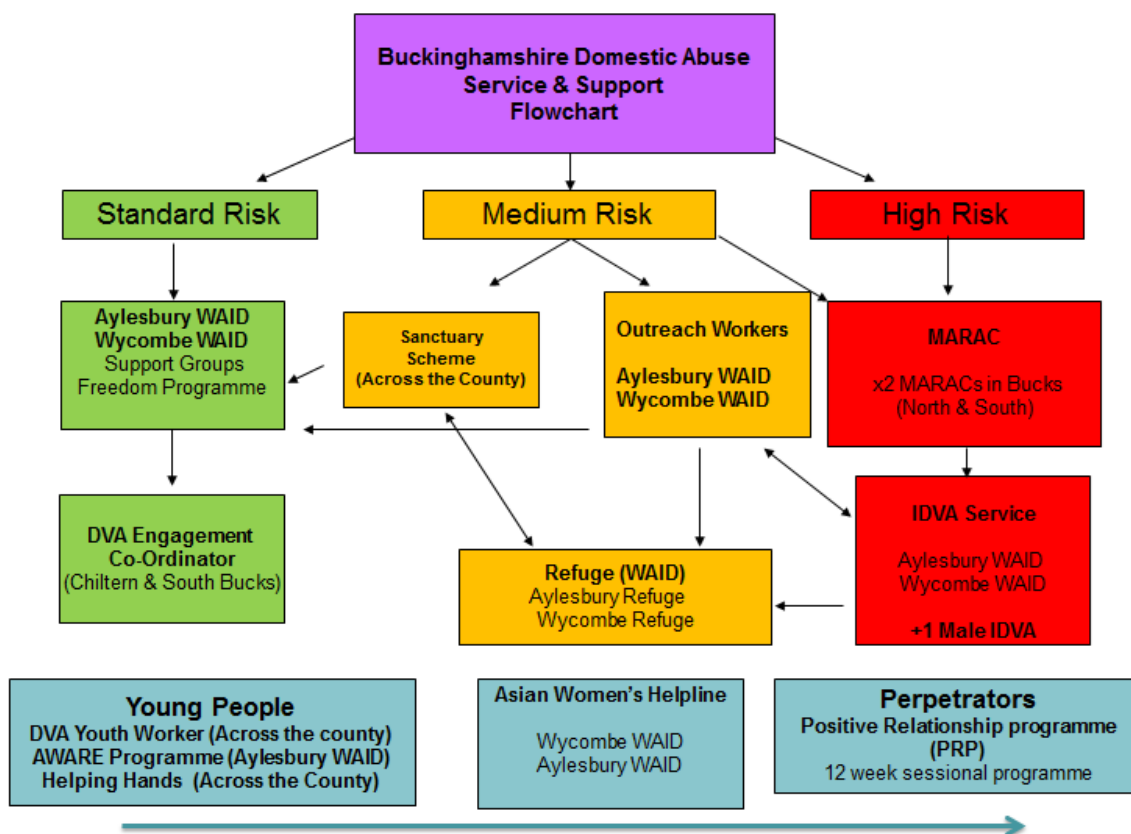 Buckinghamshire Domestic Abuse
Service & Support
Flowchart
Standard Risk
Medium Risk
High Risk
Aylesbury WAID
Wycombe WAID
Support Groups
Freedom Programme
Sanctuary
Scheme
(Across the County)
Outreach Workers
Aylesbury WAID
Wycombe WAID
MARAC
x2 MARACs in Bucks
(North & South)
DVA Engagement
Co-Ordinator
(Chiltern & South Bucks)
Refuge (WAID)
Aylesbury Refuge
Wycombe Refuge
IDVA Service
Aylesbury WAID
Wycombe WAID
+1 Male IDVA
Young People
DVA Youth Worker (Across the county)
AWARE Programme (Aylesbury WAID)
Helping Hands (Across the County)
Asian Women's Helpline
Wycombe WAID
Aylesbury WAID
Perpetrators
Positive Relationship programme
(PRP)
12 week sessional programme